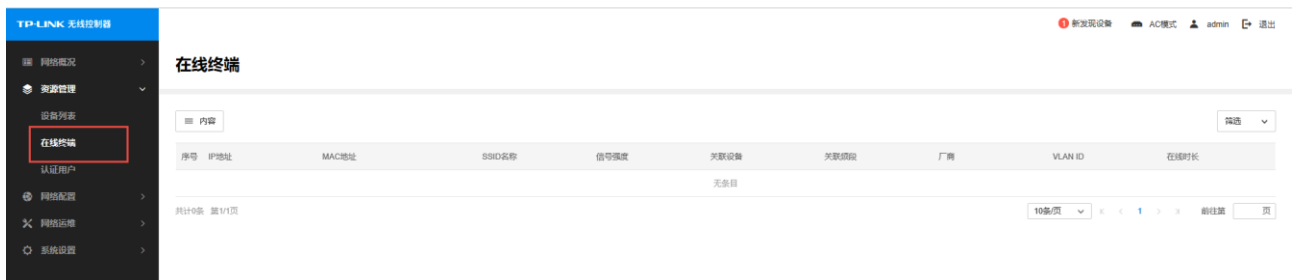 TP-LINK 无线控制器
1 新发现设备 AC模式 admin 退出
网络概况
资源管理
设备列表
在线终端
认证用户
网络配置
网络运维
系统设置
在线终端
内容
筛选
序号 IP地址 MAC地址 SSID名称 信号强度 关联设备 关联频段 厂商 VLAN ID 在线时长
无条目
共计0条 第1/1页
10条/页 1 前往第 页